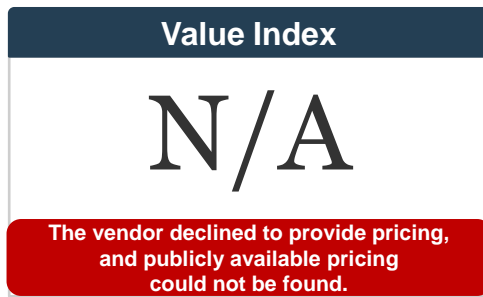 Value Index
N/A
The vendor declined to provide pricing,
and publicly available pricing
could not be found.